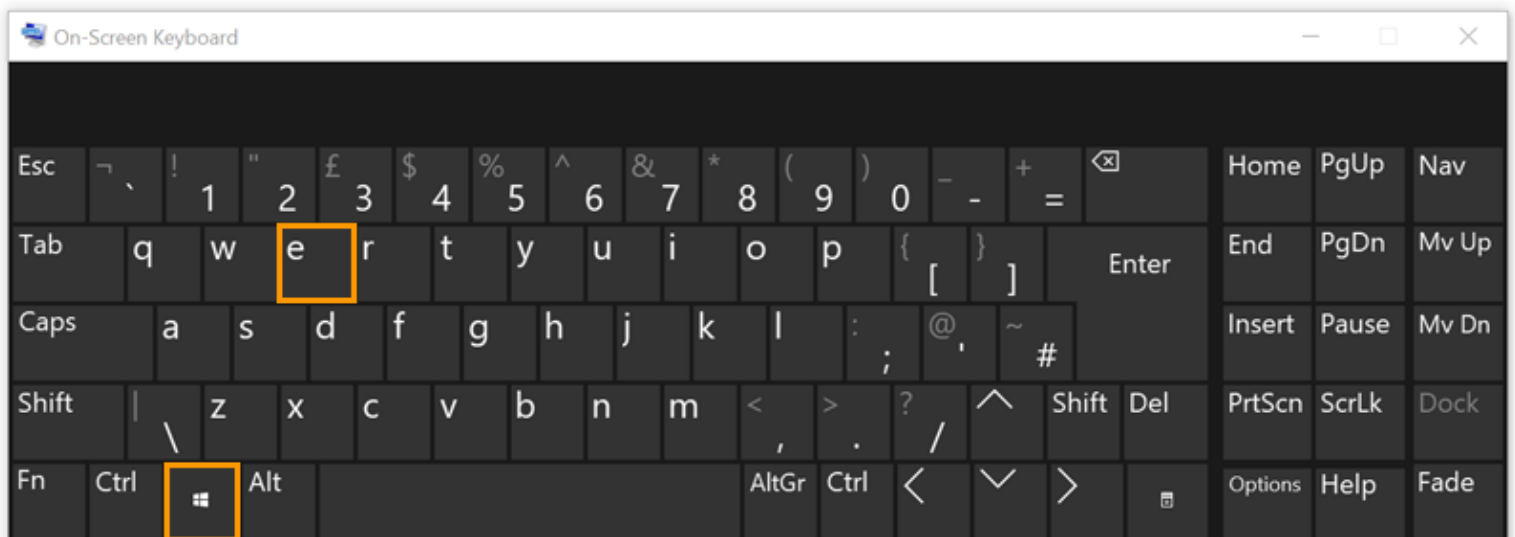 On-Screen Keyboard
Esc ¬ ` ! 1 " 2 £ 3 $ 4 % 5 ^ 6 & 7 * 8 ( 9 ) 0 _ - + = Home PgUp Nav
Tab q w e r t y u i o p { [ } ] Enter End PgDn Mv Up
Caps a s d f g h j k l : ; @ ' ~ # Insert Pause Mv Dn
Shift | \ z x c v b n m < , > . ? / Shift Del PrtScn ScrLk Dock
Fn Ctrl Alt AltGr Ctrl Options Help Fade